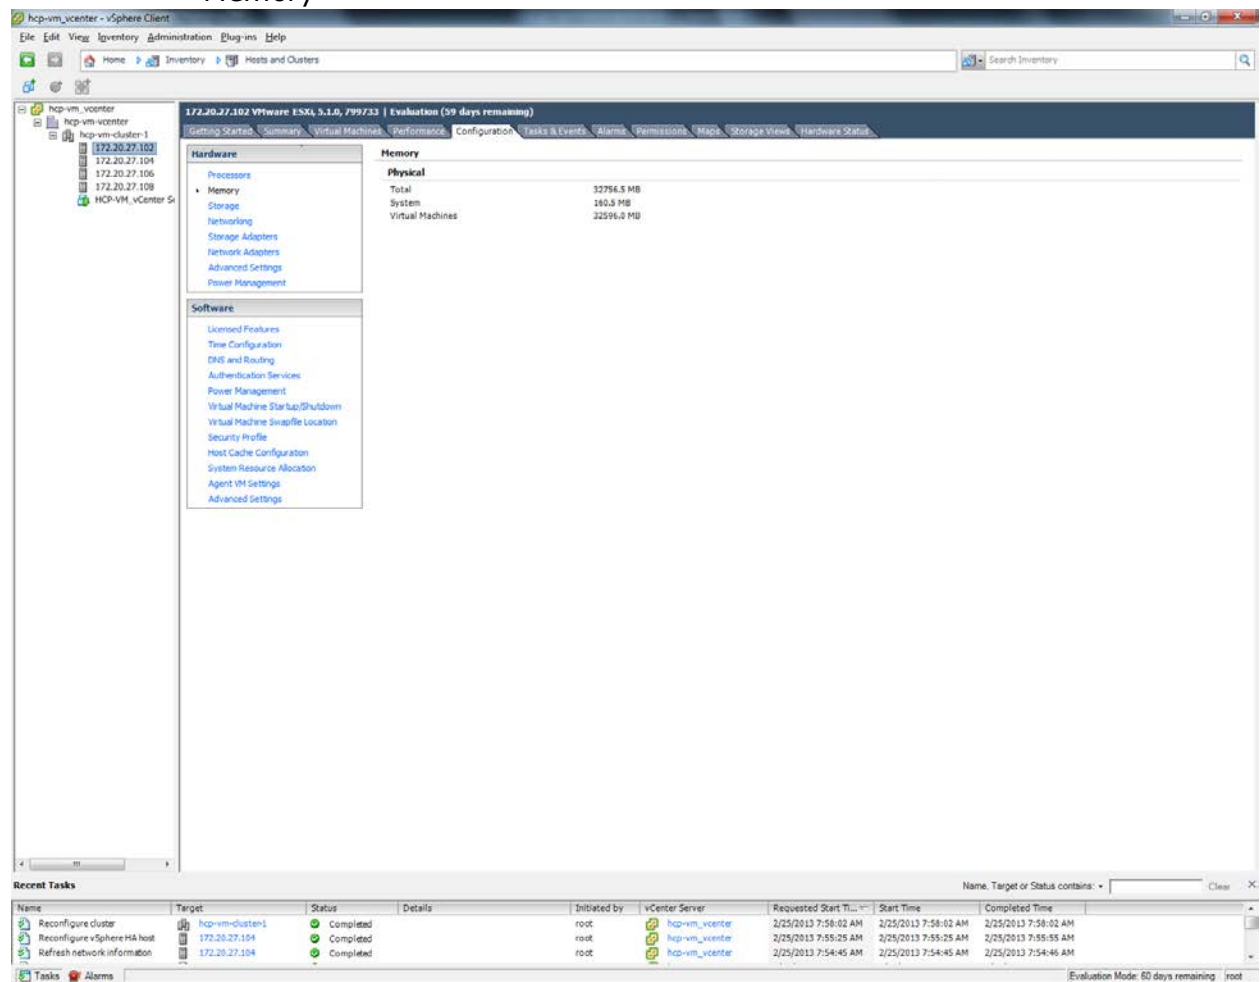 Memory
hcp-vm_vcenter - vSphere Client
File Edit View Inventory Administration Plug-ins Help
Home Inventory Hosts and Clusters
Search Inventory
hcp-vm_vcenter
hcp-vm-vcenter
hcp-vm-cluster-1
172.20.27.102
172.20.27.104
172.20.27.106
172.20.27.108
HCP-VM_vCenter Se
172.20.27.102 VMware ESXi, 5.1.0, 799733 | Evaluation (59 days remaining)
Getting Started Summary Virtual Machines Performance Configuration Tasks & Events Alarms Permissions Maps Storage Views Hardware Status
Hardware
Processors
Memory
Storage
Networking
Storage Adapters
Network Adapters
Advanced Settings
Power Management
Software
Licensed Features
Time Configuration
DNS and Routing
Authentication Services
Power Management
Virtual Machine Startup/Shutdown
Virtual Machine Swapfile Location
Security Profile
Host Cache Configuration
System Resource Allocation
Agent VM Settings
Advanced Settings
Memory
Physical
Total 32756.5 MB
System 160.5 MB
Virtual Machines 32596.0 MB
Recent Tasks Name, Target or Status contains: Clear
Name Target Status Details Initiated by vCenter Server Requested Start Ti... Start Time Completed Time
Reconfigure cluster hcp-vm-cluster-1 Completed root hcp-vm_vcenter 2/25/2013 7:58:02 AM 2/25/2013 7:58:02 AM 2/25/2013 7:58:02 AM
Reconfigure vSphere HA host 172.20.27.104 Completed root hcp-vm_vcenter 2/25/2013 7:55:25 AM 2/25/2013 7:55:25 AM 2/25/2013 7:55:55 AM
Refresh network information 172.20.27.104 Completed root hcp-vm_vcenter 2/25/2013 7:54:45 AM 2/25/2013 7:54:45 AM 2/25/2013 7:54:46 AM
Tasks Alarms Evaluation Mode: 60 days remaining root